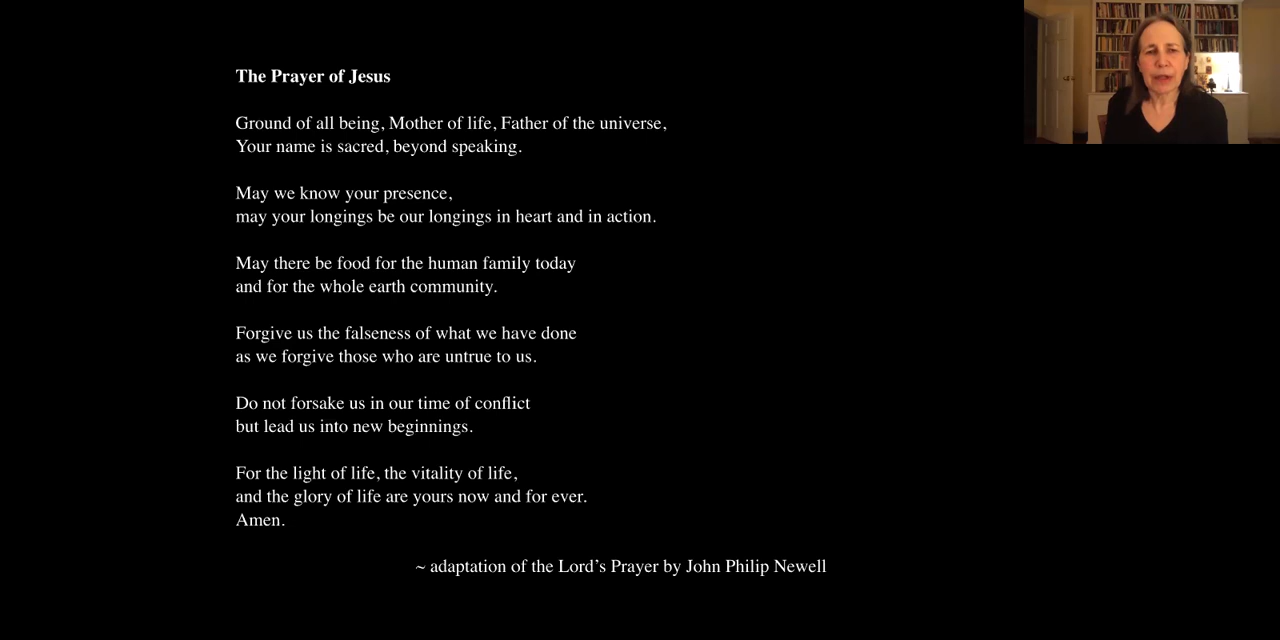 The Prayer of Jesus
Ground of all being, Mother of life, Father of the universe,
Your name is sacred, beyond speaking.
May we know your presence,
may your longings be our longings in heart and in action.
May there be food for the human family today
and for the whole earth community.
Forgive us the falseness of what we have done
as we forgive those who are untrue to us.
Do not forsake us in our time of conflict
but lead us into new beginnings.
For the light of life, the vitality of life,
and the glory of life are yours now and for ever.
Amen.
~ adaptation of the Lord’s Prayer by John Philip Newell